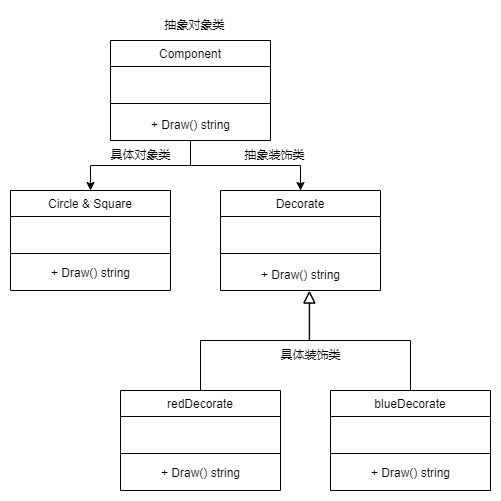 抽象对象类
Component
+ Draw() string
具体对象类
抽象装饰类
Circle & Square
+ Draw() string
Decorate
+ Draw() string
具体装饰类
redDecorate
+ Draw() string
blueDecorate
+ Draw() string